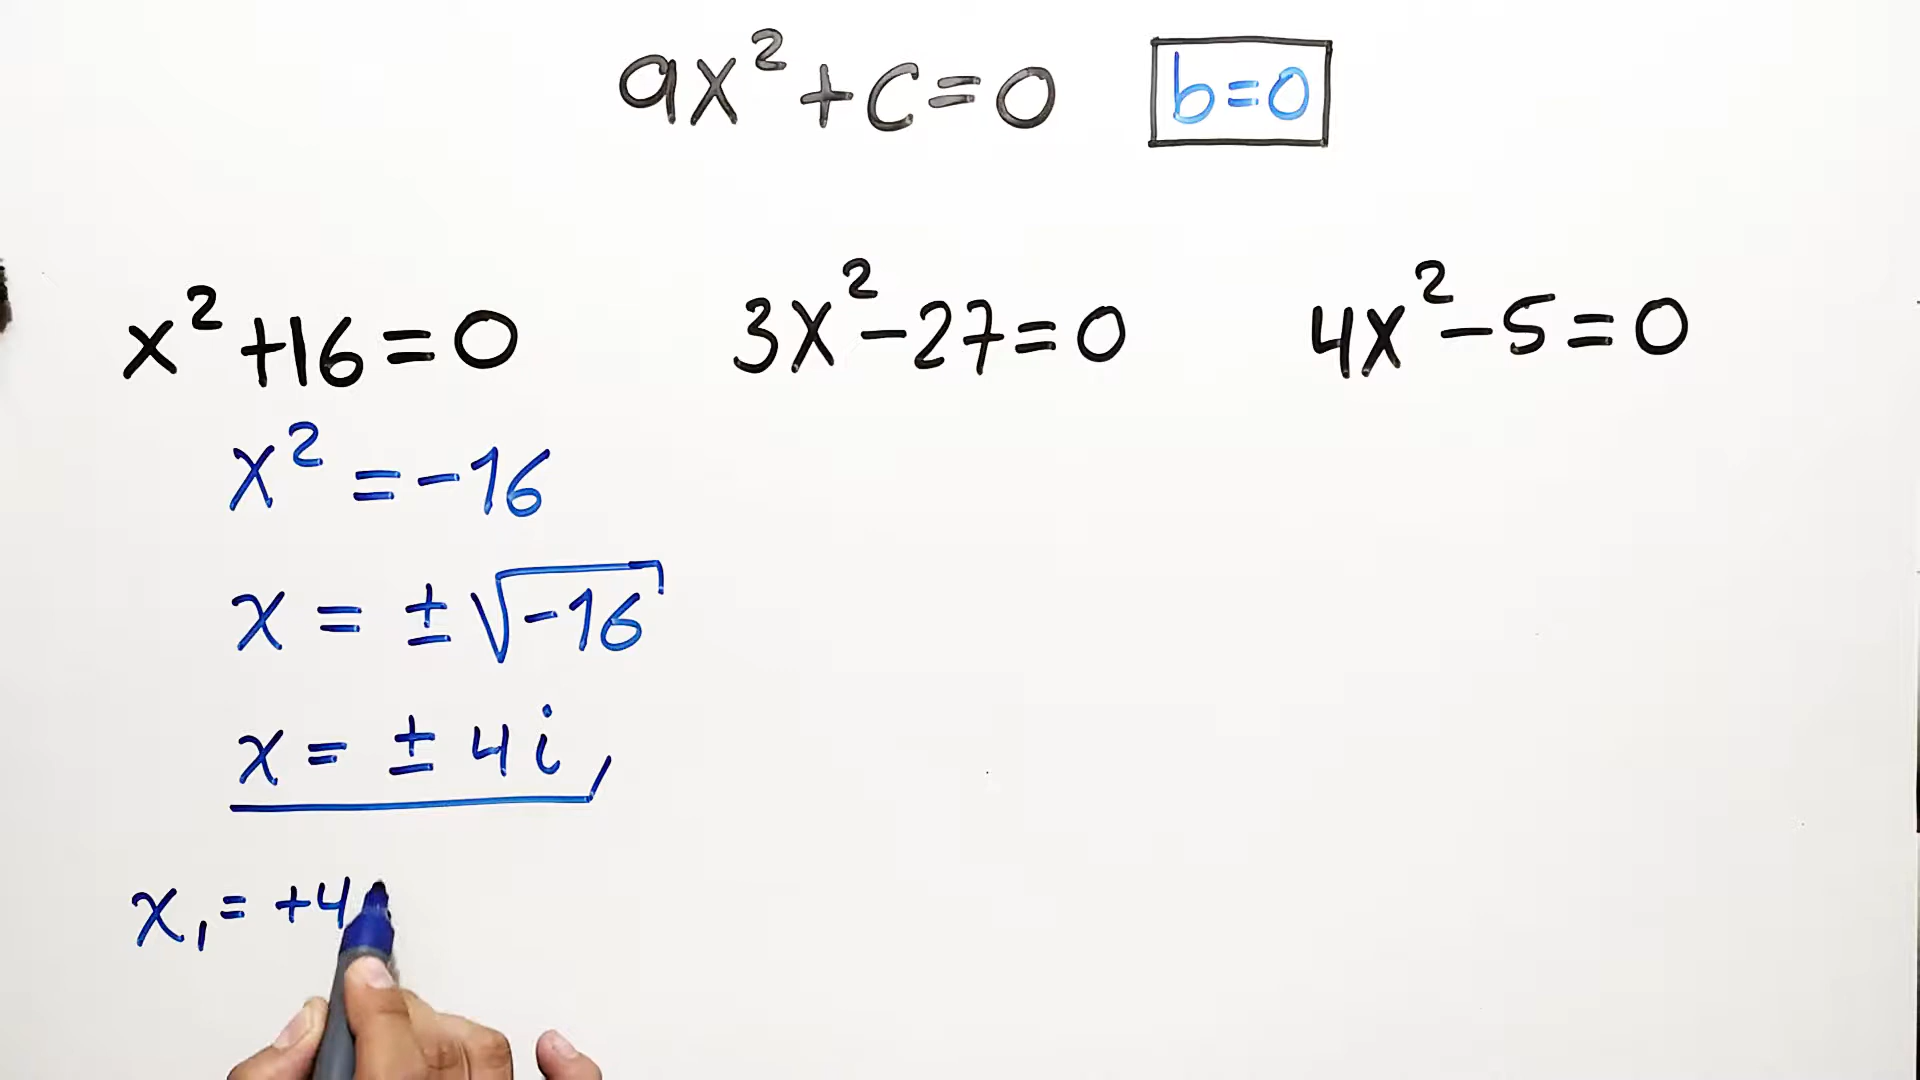 ax² + c = 0 b=0
x² +16 = 0 3x² - 27 = 0 4x² - 5 = 0
x² = -16
x = ± √-16
x = ± 4i
x₁ = +4